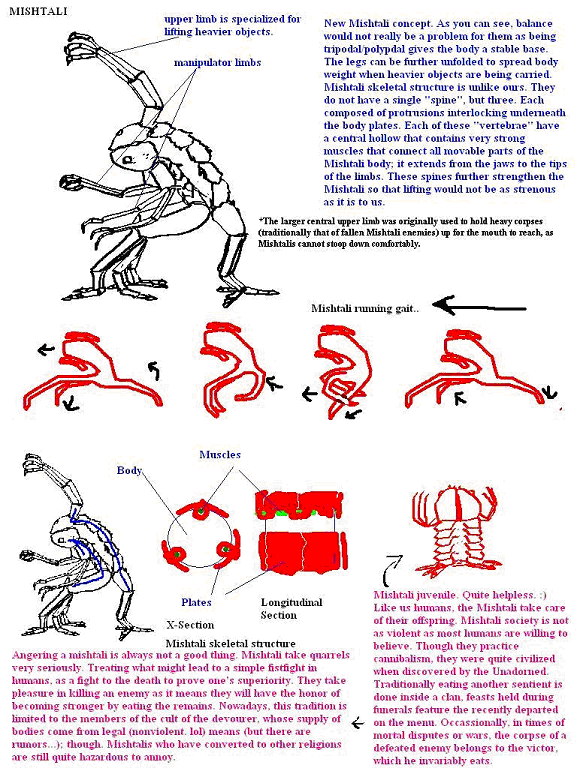 MISHTALI
upper limb is specialized for
lifting heavier objects.
manipulator limbs
New Mishtali concept. As you can see, balance
would not really be a problem for them as being
tripodal/polypdal gives the body a stable base.
The legs can be further unfolded to spread body
weight when heavier objects are being carried.
Mishtali skeletal structure is unlike ours. They
do not have a single "spine", but three. Each
composed of protrusions interlocking underneath
the body plates. Each of these "vertebrae" have
a central hollow that contains very strong
muscles that connect all movable parts of the
Mishtali body; it extends from the jaws to the tips
of the limbs. These spines further strengthen the
Mishtali so that lifting would not be as strenous
as it is to us.
*The larger central upper limb was originally used to hold heavy corpses
(traditionally that of fallen Mishtali enemies) up for the mouth to reach, as
Mishtalis cannot stoop down comfortably.
Mishtali running gait..
Muscles
Body
Plates
X-Section
Longitudinal
Section
Mishtali skeletal structure
Mishtali juvenile. Quite helpless. :)
Like us humans, the Mishtali take care
of their offspring. Mishtali society is not
as violent as most humans are willing to
believe. Though they practice
cannibalism, they were quite civilized
when discovered by the Unadorned.
Traditionally eating another sentient is
done inside a clan, feasts held during
funerals feature the recently departed
on the menu. Occassionally, in times of
mortal disputes or wars, the corpse of a
defeated enemy belongs to the victor,
which he invariably eats.
Angering a mishtali is always not a good thing. Mishtali take quarrels
very seriously. Treating what might lead to a simple fistfight in
humans, as a fight to the death to prove one's superiority. They take
pleasure in killing an enemy as it means they will have the honor of
becoming stronger by eating the remains. Nowadays, this tradition is
limited to the members of the cult of the devourer, whose supply of
bodies come from legal (nonviolent. lol) means (but there are
rumors...); though. Mishtalis who have converted to other religions
are still quite hazardous to annoy.